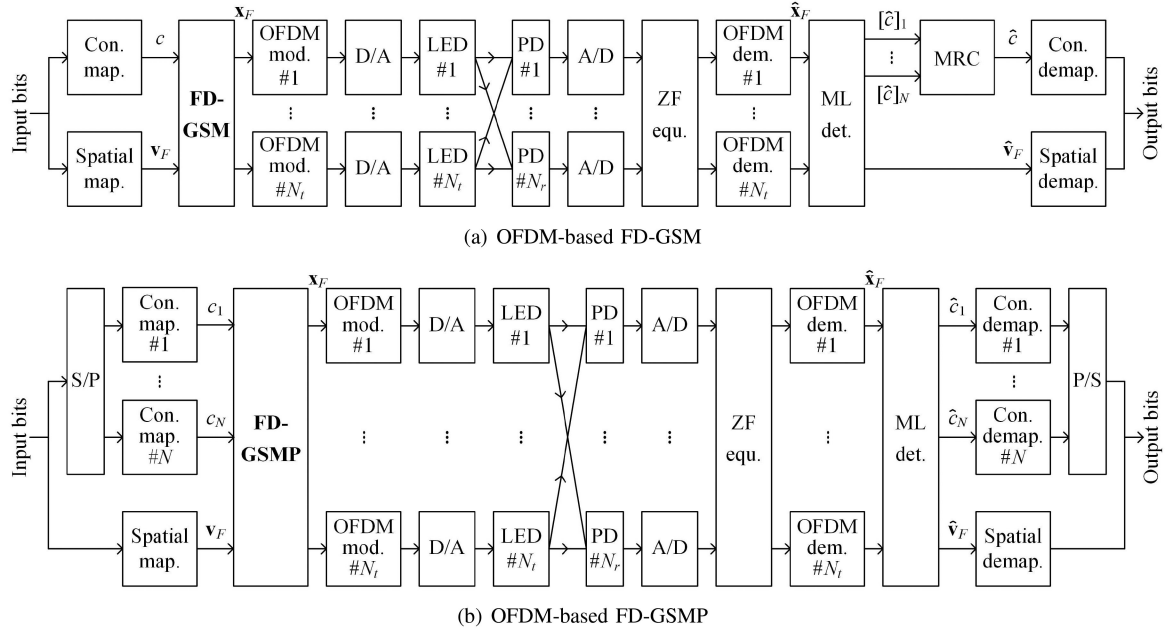 Input bits
Con. map.
c
FD-GSM
x_F
OFDM mod. #1
D/A
LED #1
PD #1
A/D
ZF equ.
OFDM dem. #1
x̂_F
ML det.
[ĉ]_1
[ĉ]_N
MRC
ĉ
Con. demap.
Output bits
Spatial map.
v_F
OFDM mod. #N_t
D/A
LED #N_t
PD #N_r
A/D
OFDM dem. #N_t
v̂_F
Spatial demap.
(a) OFDM-based FD-GSM
Input bits
S/P
Con. map. #1
c_1
Con. map. #N
c_N
Spatial map.
v_F
FD-GSMP
x_F
OFDM mod. #1
D/A
LED #1
PD #1
A/D
OFDM mod. #N_t
D/A
LED #N_t
PD #N_r
A/D
ZF equ.
OFDM dem. #1
OFDM dem. #N_t
x̂_F
ML det.
ĉ_1
Con. demap. #1
ĉ_N
Con. demap. #N
v̂_F
Spatial demap.
P/S
Output bits
(b) OFDM-based FD-GSMP